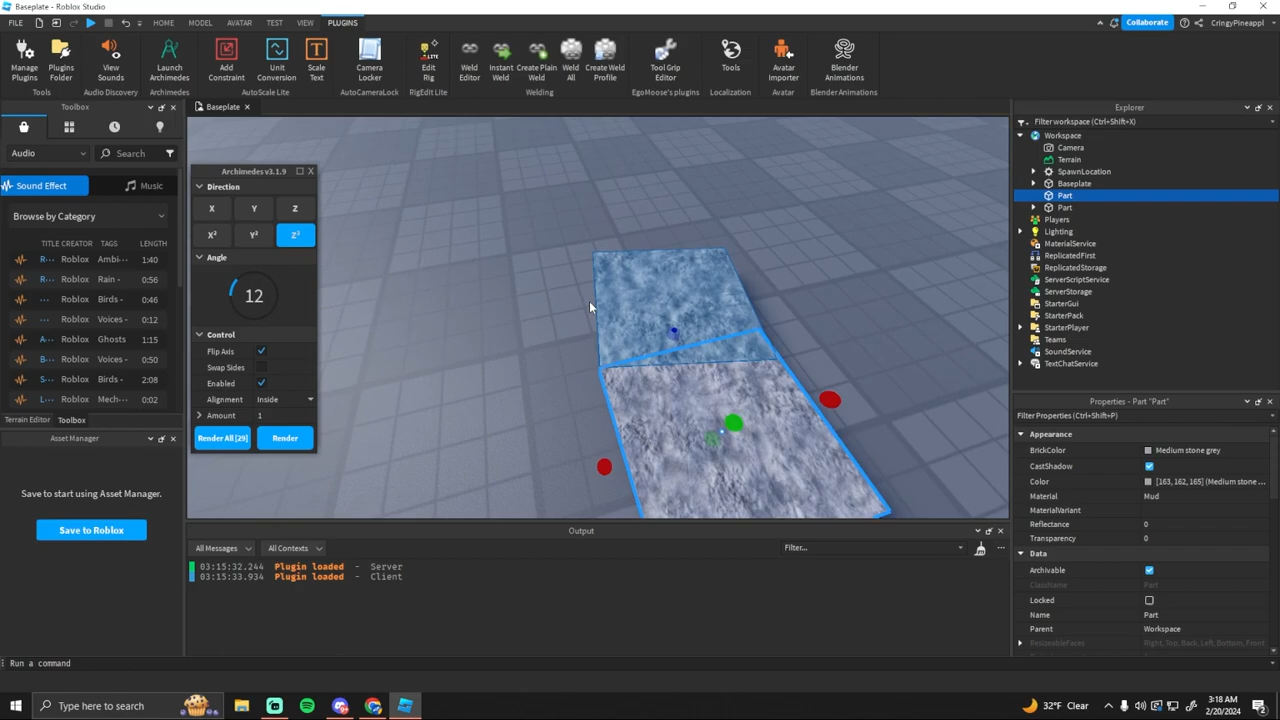 Baseplate - Roblox Studio
FILE HOME MODEL AVATAR TEST VIEW PLUGINS Collaborate CringyPineappl
Manage Plugins
Plugins Folder
View Sounds
Launch Archimedes
Add Constraint
Unit Conversion
Scale Text
Camera Locker
Edit Rig
Weld Editor
Instant Weld
Create Plain Weld
Weld All
Create Weld Profile
Tool Grip Editor
Tools
Avatar Importer
Blender Animations
Tools Audio Discovery Archimedes AutoScale Lite AutoCameraLock RigEdit Lite Welding EgoMoose's plugins Localization Avatar Blender Animations
Toolbox
Audio Search
Sound Effect Music
Browse by Category
TITLE CREATOR TAGS LENGTH
R··· Roblox Ambi... 1:40
R··· Roblox Rain - 0:56
··· Roblox Birds - 0:46
··· Roblox Voices - 0:12
A··· Roblox Ghosts 1:15
B··· Roblox Voices - 0:50
S··· Roblox Birds - 2:08
L··· Roblox Mech··· 0:02
Terrain Editor Toolbox
Asset Manager
Save to start using Asset Manager.
Save to Roblox
Baseplate
Archimedes v3.1.9
Direction
X Y Z
X² Y² Z²
Angle
12
Control
Flip Axis
Swap Sides
Enabled
Alignment Inside
Amount 1
Render All [29] Render
Output
All Messages All Contexts Filter...
03:15:32.244 Plugin loaded - Server
03:15:33.934 Plugin loaded - Client
Explorer
Filter workspace (Ctrl+Shift+X)
Workspace
Camera
Terrain
SpawnLocation
Baseplate
Part
Part
Players
Lighting
MaterialService
ReplicatedFirst
ReplicatedStorage
ServerScriptService
ServerStorage
StarterGui
StarterPack
StarterPlayer
Teams
SoundService
TextChatService
Properties - Part "Part"
Filter Properties (Ctrl+Shift+P)
Appearance
BrickColor Medium stone grey
CastShadow
Color [163, 162, 165] (Medium stone ...
Material Mud
MaterialVariant
Reflectance 0
Transparency 0
Data
Archivable
ClassName Part
Locked
Name Part
Parent Workspace
ResizeableFaces Right, Top, Back, Left, Bottom, Front
Run a command
Type here to search
32°F Clear
3:18 AM
2/20/2024
2